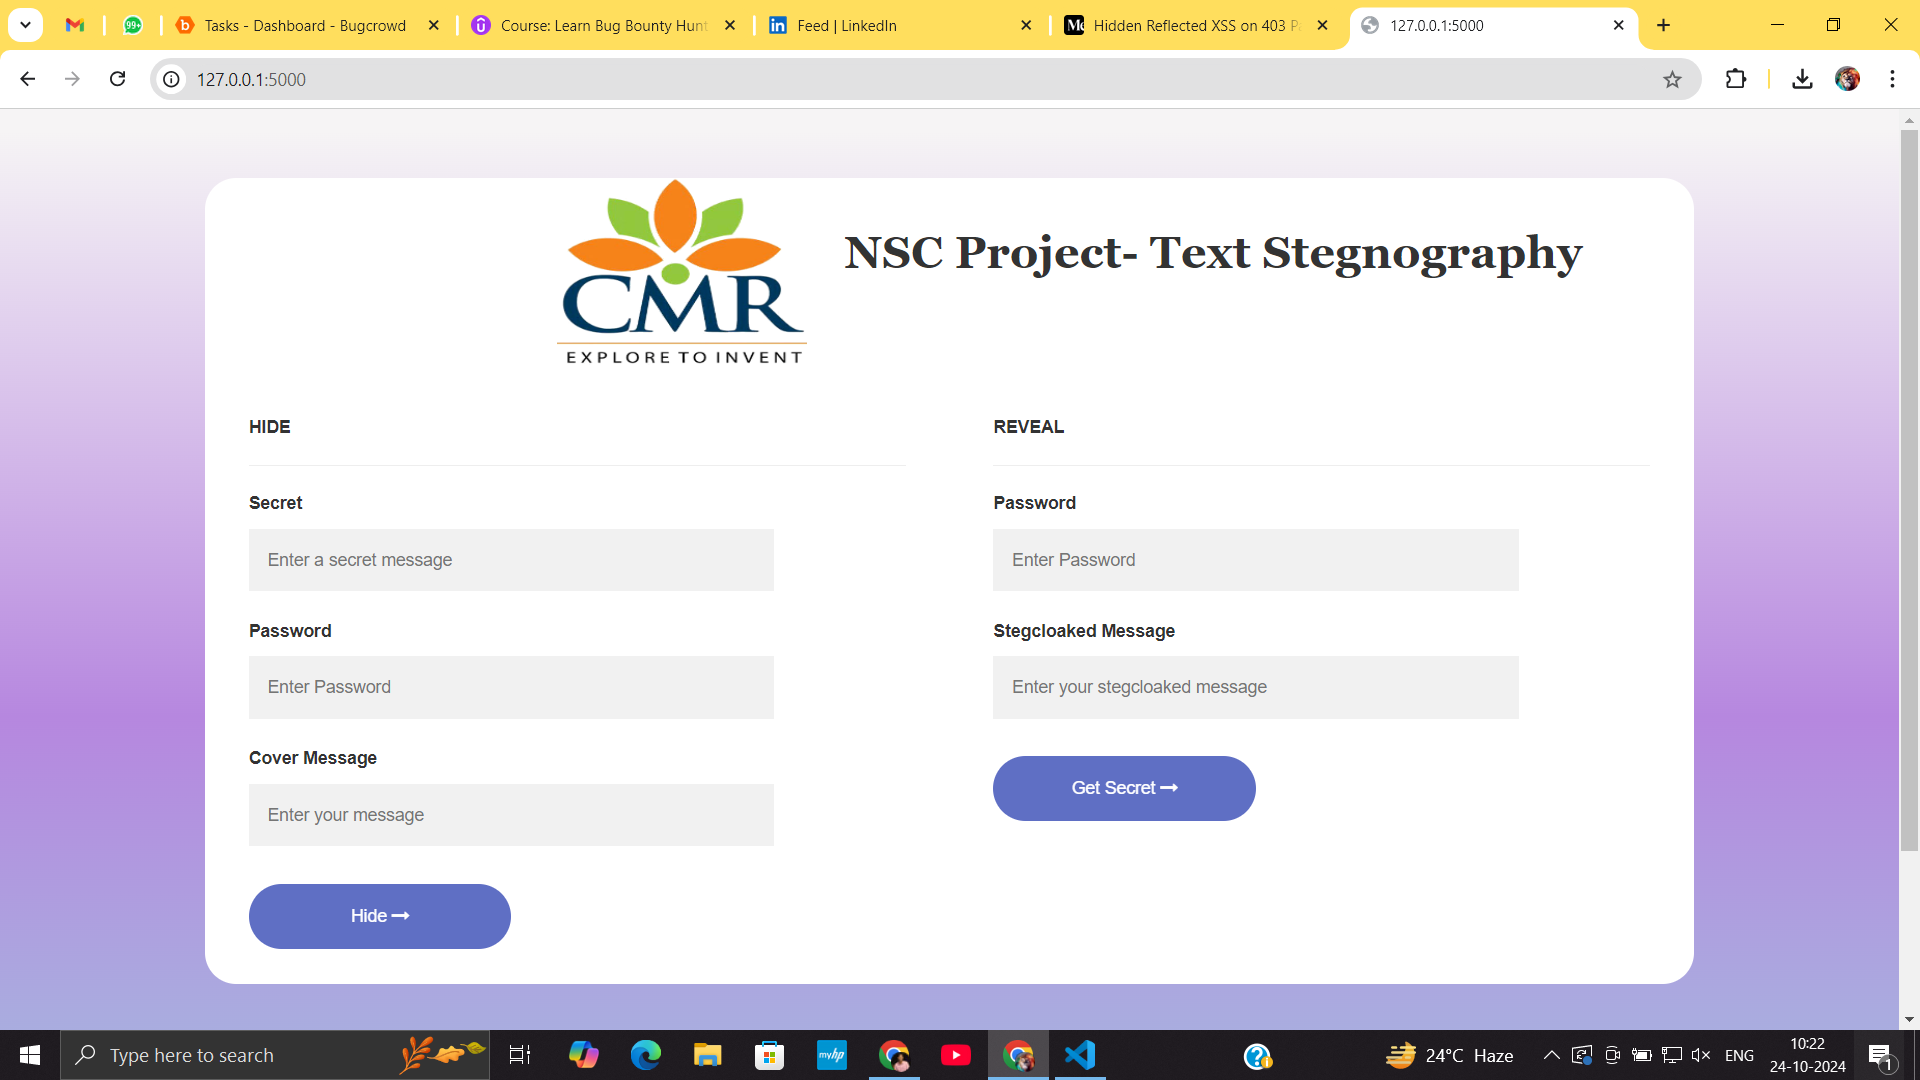 99+
Tasks - Dashboard - Bugcrowd
Course: Learn Bug Bounty Hunt
Feed | LinkedIn
Hidden Reflected XSS on 403 Pa
127.0.0.1:5000
127.0.0.1:5000
NSC Project- Text Stegnography
CMR
EXPLORE TO INVENT
HIDE
Secret
Enter a secret message
Password
Enter Password
Cover Message
Enter your message
Hide
REVEAL
Password
Enter Password
Stegcloaked Message
Enter your stegcloaked message
Get Secret
Type here to search
myhp
24°C Haze
ENG
10:22
24-10-2024
1